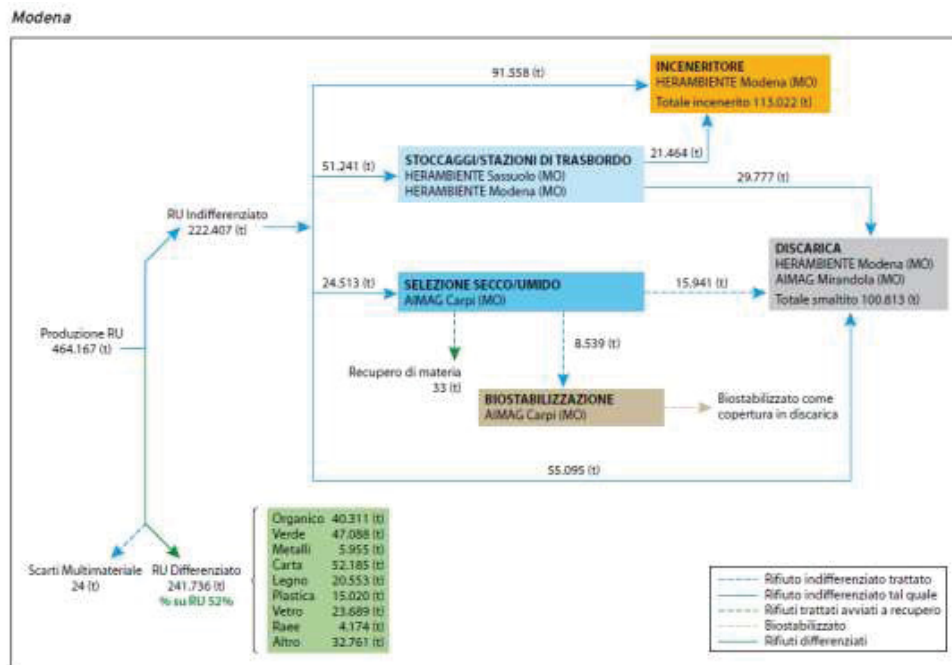 Modena
INCENERITORE
HERAMBIENTE Modena (MO)
Totale incenerito 113.022 (t)
91.558 (t)
51.241 (t)
STOCCAGGI/STAZIONI DI TRASBORDO
HERAMBIENTE Sassuolo (MO)
HERAMBIENTE Modena (MO)
21.464 (t)
29.777 (t)
RU Indifferenziato
222.407 (t)
DISCARICA
HERAMBIENTE Modena (MO)
AIMAG Mirandola (MO)
Totale smaltito 100.813 (t)
24.513 (t)
SELEZIONE SECCO/UMIDO
AIMAG Carpi (MO)
15.941 (t)
Produzione RU
464.167 (t)
8.539 (t)
Recupero di materia
33 (t)
BIOSTABILIZZAZIONE
AIMAG Carpi (MO)
Biostabilizzato come
copertura in discarica
55.095 (t)
Scarti Multimateriale
24 (t)
RU Differenziato
241.736 (t)
% su RU 52%
Organico 40.311 (t)
Verde 47.088 (t)
Metalli 5.955 (t)
Carta 52.185 (t)
Legno 20.553 (t)
Plastica 15.020 (t)
Vetro 23.689 (t)
Raee 4.174 (t)
Altro 32.761 (t)
Rifiuto indifferenziato trattato
Rifiuto indifferenziato tal quale
Rifiuti trattati avviati a recupero
Biostabilizzato
Rifiuti differenziati